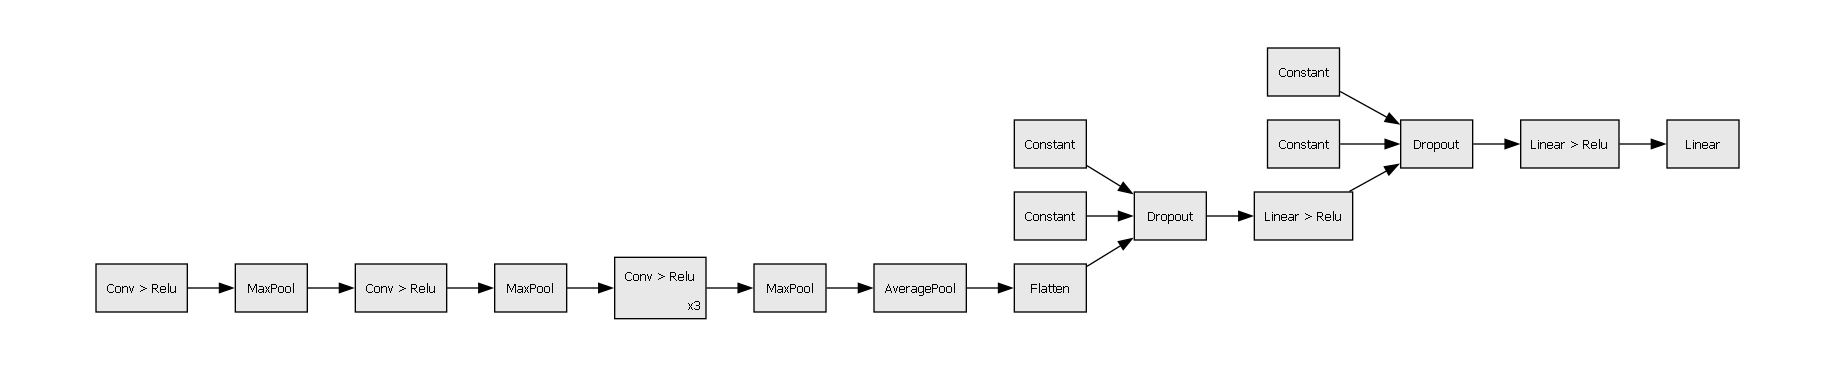 Constant
Constant
Constant
Dropout
Linear > Relu
Linear
Constant
Dropout
Linear > Relu
Conv > Relu
MaxPool
Conv > Relu
MaxPool
Conv > Relu
x3
MaxPool
AveragePool
Flatten